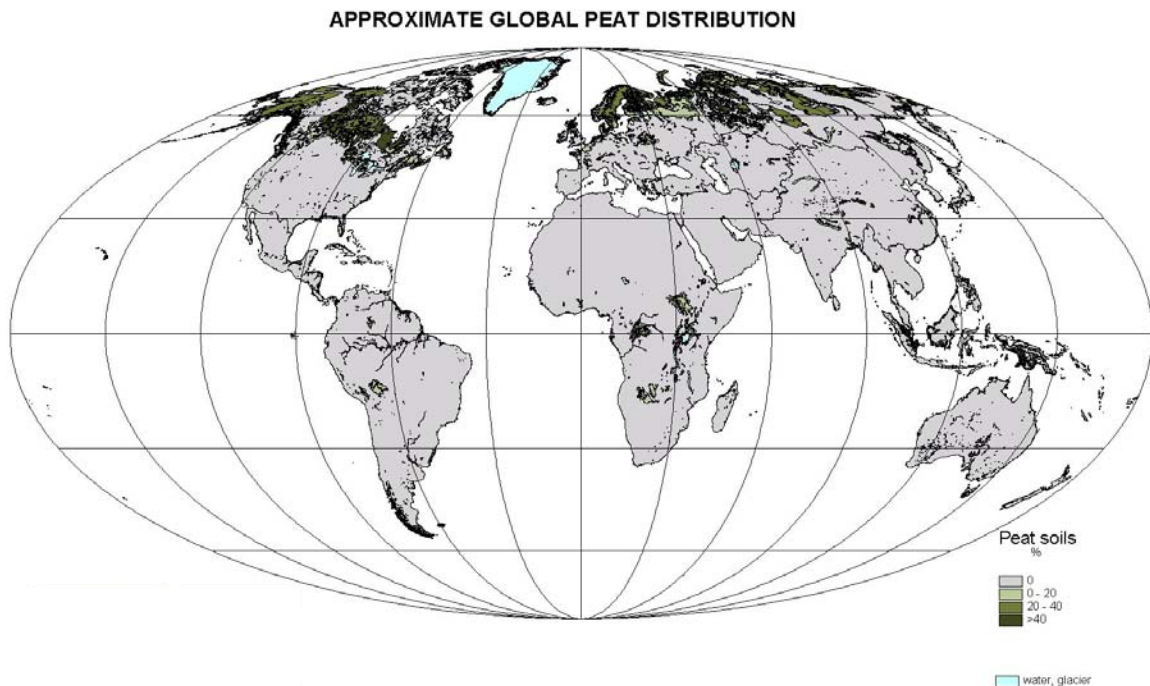 APPROXIMATE GLOBAL PEAT DISTRIBUTION
Peat soils
%
0
0 - 20
20 - 40
>40
water, glacier